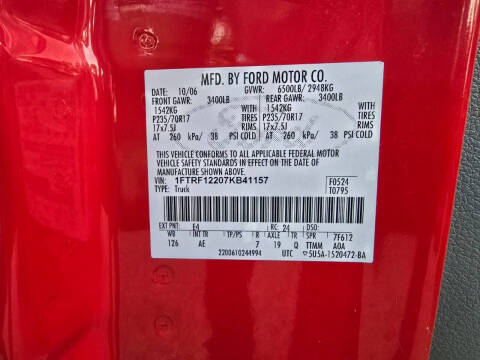 MFD. BY FORD MOTOR CO.
DATE: 10/06 GVWR: 6500LB/ 2948KG
FRONT GAWR: 3400LB REAR GAWR: 3400LB
1542KG WITH 1542KG WITH
P235/70R17 TIRES P235/70R17 TIRES
17x7.5J RIMS 17x7.5J RIMS
AT 260 kPa/ 38 PSI COLD AT 260 kPa/ 38 PSI COLD
THIS VEHICLE CONFORMS TO ALL APPLICABLE FEDERAL MOTOR
VEHICLE SAFETY STANDARDS IN EFFECT ON THE DATE OF
MANUFACTURE SHOWN ABOVE.
VIN: 1FTRF12207KB41157 F0524
TYPE: Truck T0795
EXT PNT: E4 RC: 24 DSO:
WB INT TR TP/PS R AXLE TR SPR 7F612
126 AE 7 19 Q TTMM A0A
2200610244994 UTC 5U5A-1520472-BA